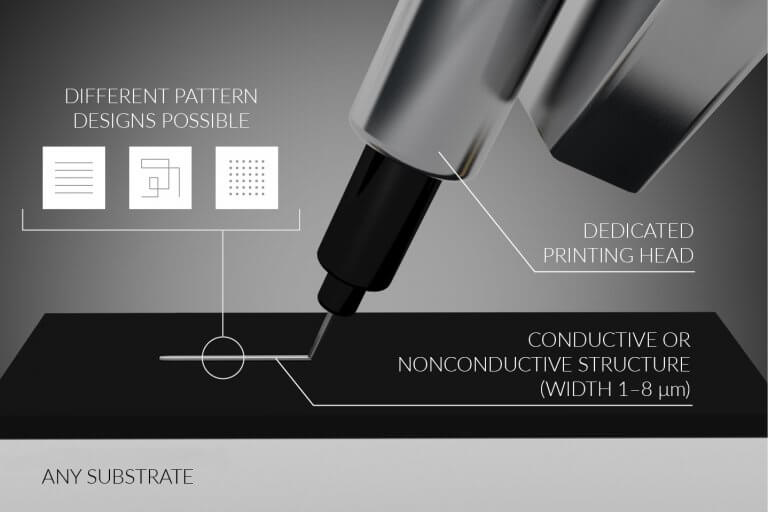 DIFFERENT PATTERN
DESIGNS POSSIBLE
DEDICATED
PRINTING HEAD
CONDUCTIVE OR
NONCONDUCTIVE STRUCTURE
(WIDTH 1–8 µm)
ANY SUBSTRATE